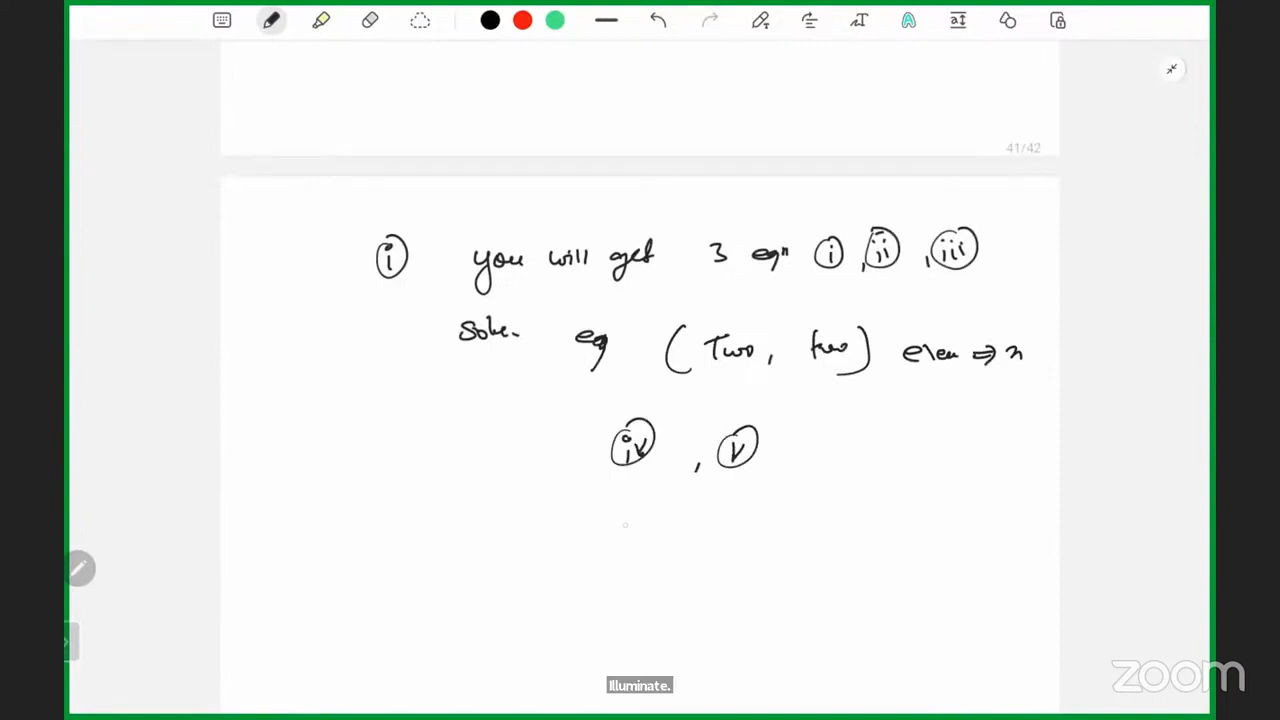 41/42
i you will get 3 eqn i , ii , iii
Solve. eq (Two, two) elem ⇒ x
iv , v
Illuminate.
zoom